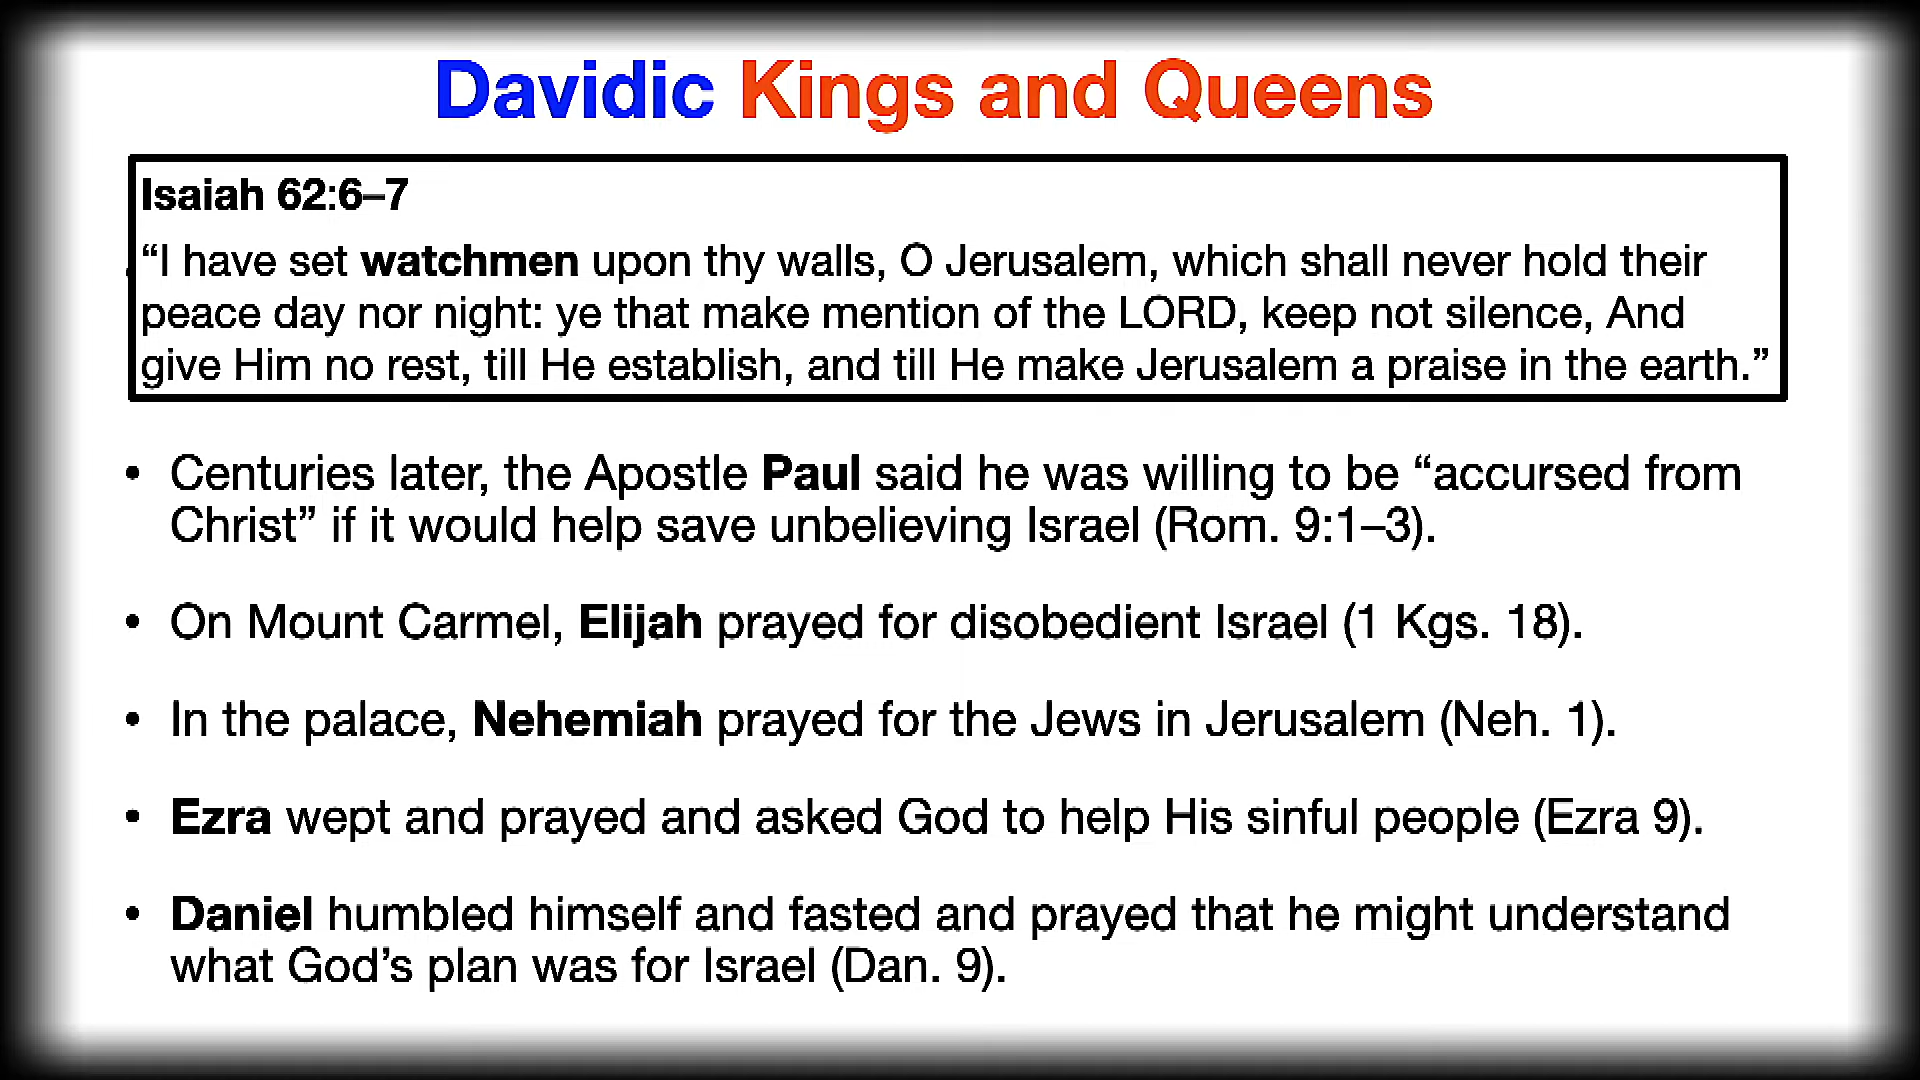 Davidic Kings and Queens
Isaiah 62:6–7
“I have set watchmen upon thy walls, O Jerusalem, which shall never hold their
peace day nor night: ye that make mention of the LORD, keep not silence, And
give Him no rest, till He establish, and till He make Jerusalem a praise in the earth.”
• Centuries later, the Apostle Paul said he was willing to be “accursed from
Christ” if it would help save unbelieving Israel (Rom. 9:1–3).
• On Mount Carmel, Elijah prayed for disobedient Israel (1 Kgs. 18).
• In the palace, Nehemiah prayed for the Jews in Jerusalem (Neh. 1).
• Ezra wept and prayed and asked God to help His sinful people (Ezra 9).
• Daniel humbled himself and fasted and prayed that he might understand
what God’s plan was for Israel (Dan. 9).